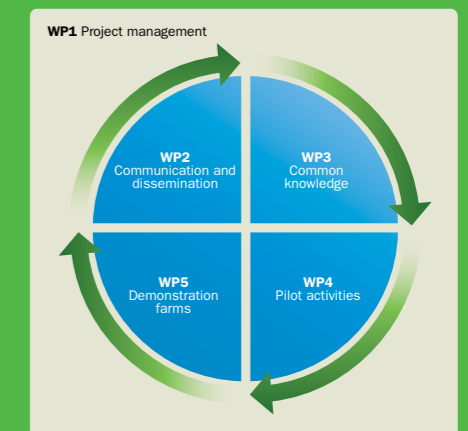 WP1 Project management
WP2
Communication and
dissemination
WP3
Common
knowledge
WP5
Demonstration
farms
WP4
Pilot activities